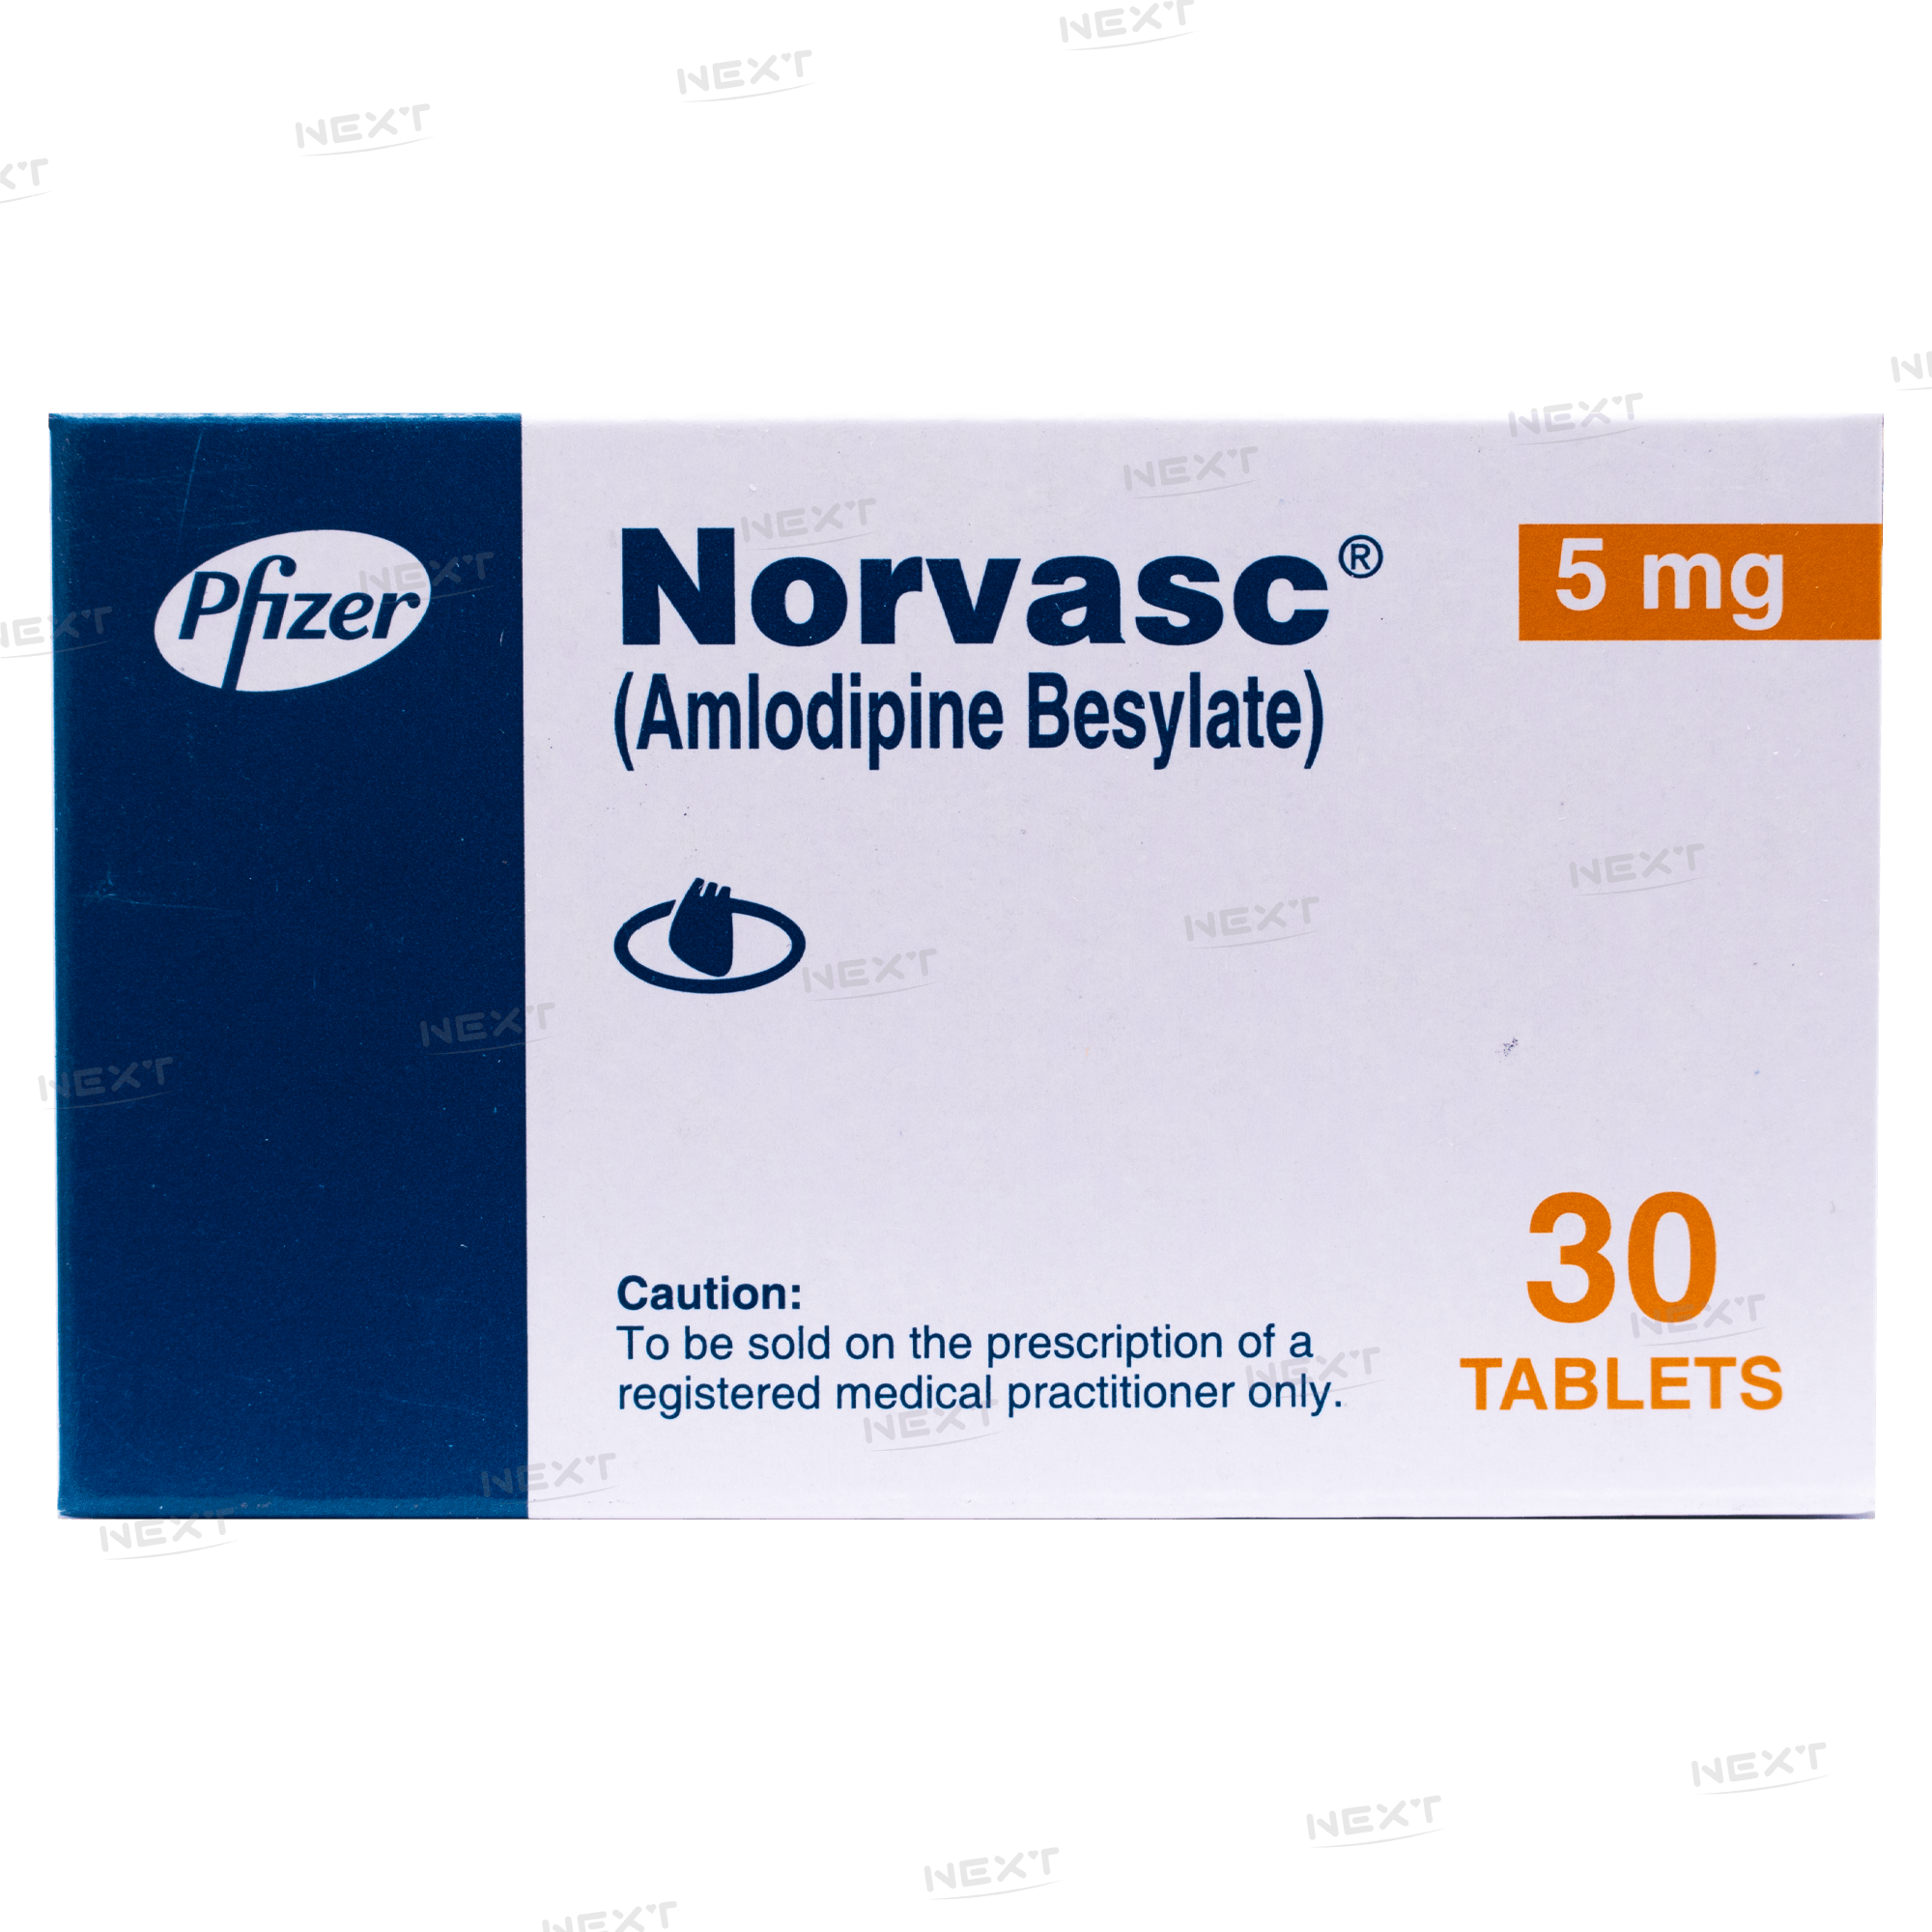 Pfizer
Norvasc®
(Amlodipine Besylate)
5 mg
Caution:
To be sold on the prescription of a
registered medical practitioner only.
30
TABLETS
NEXT